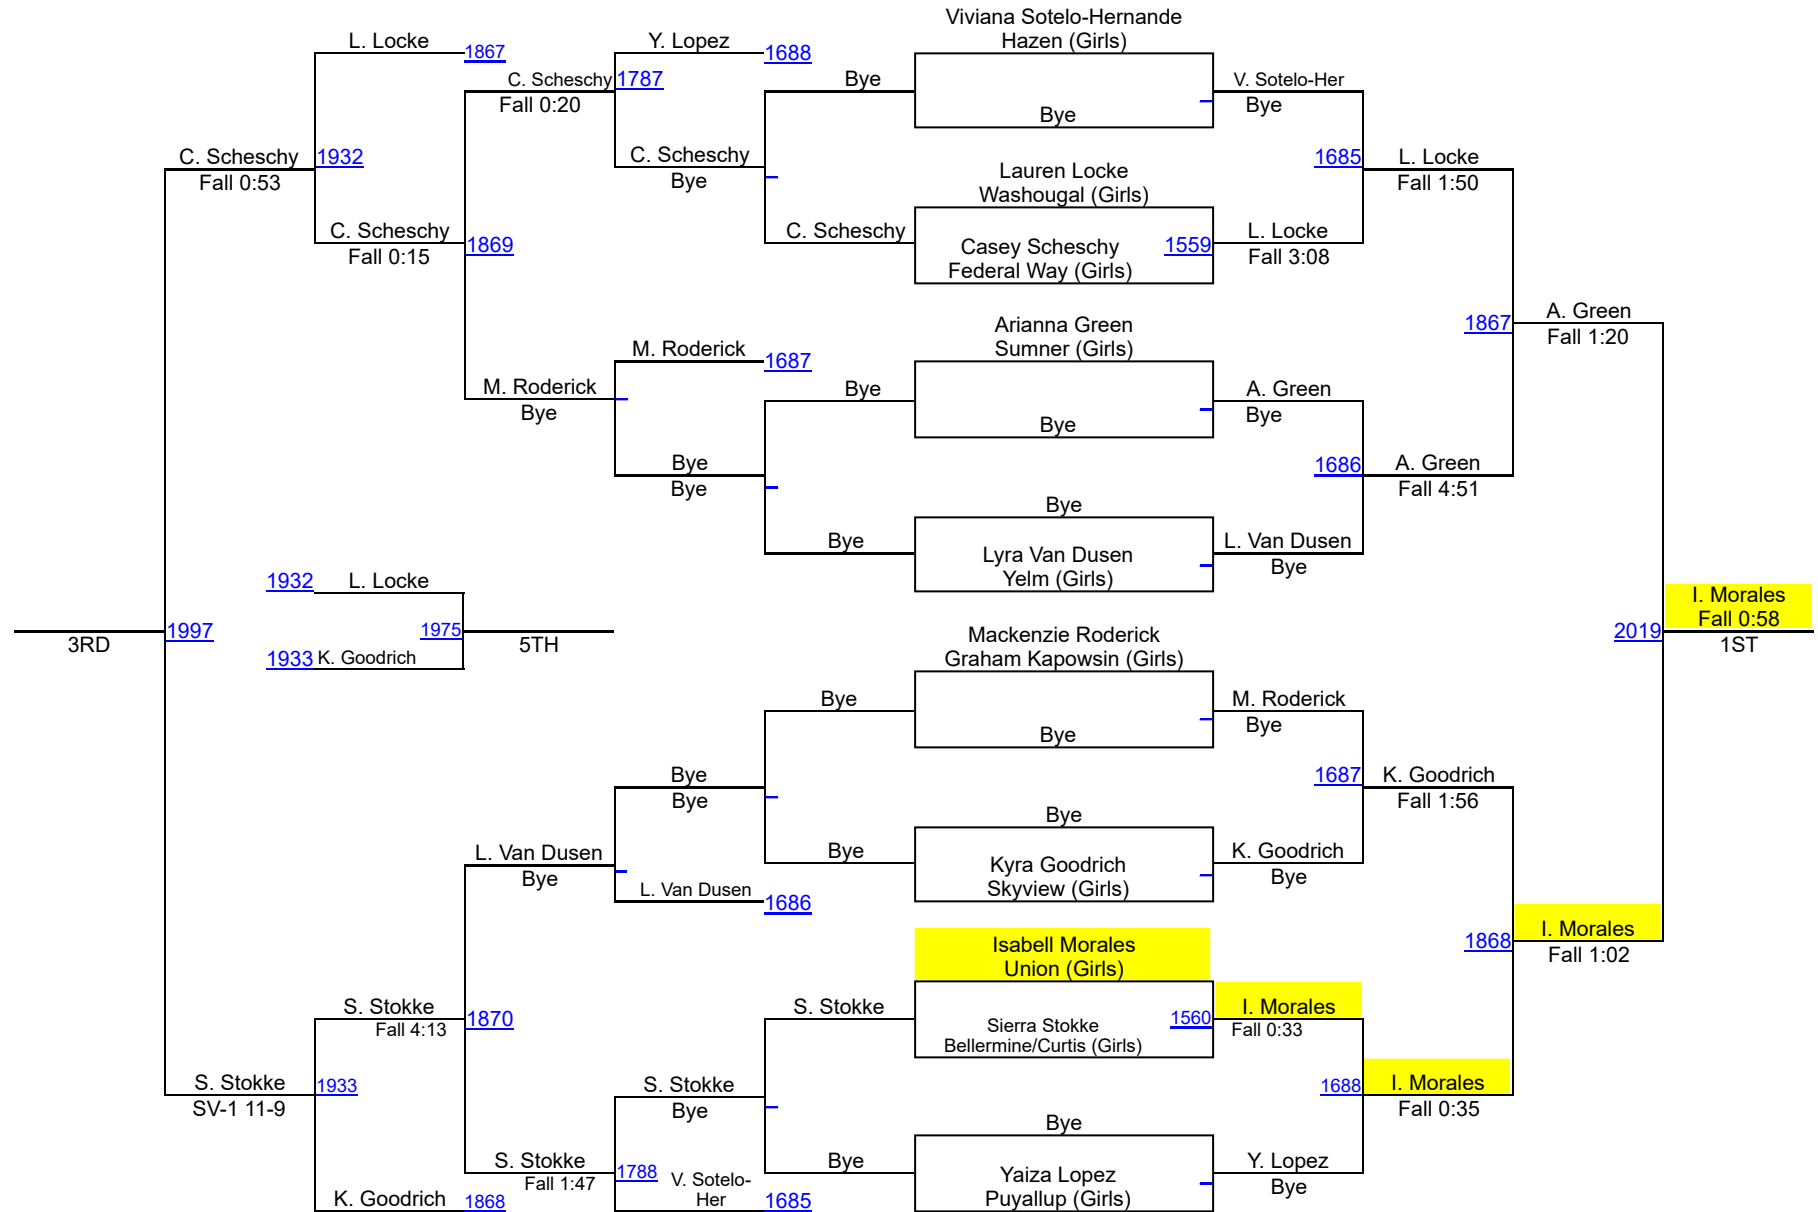 Viviana Sotelo-Hernande
Hazen (Girls)
L. Locke
1867
Y. Lopez
1688
C. Scheschy
1787
Fall 0:20
Bye
Bye
V. Sotelo-Her
Bye
C. Scheschy
1932
Fall 0:53
C. Scheschy
Bye
Lauren Locke
Washougal (Girls)
1685
L. Locke
Fall 1:50
C. Scheschy
1869
Fall 0:15
C. Scheschy
Casey Scheschy
Federal Way (Girls)
1559
L. Locke
Fall 3:08
Arianna Green
Sumner (Girls)
1867
A. Green
Fall 1:20
M. Roderick
1687
M. Roderick
Bye
Bye
Bye
A. Green
Bye
Bye
Bye
1686
A. Green
Fall 4:51
Bye
Bye
Lyra Van Dusen
Yelm (Girls)
L. Van Dusen
Bye
1932
L. Locke
3RD
1997
1975
5TH
1933
K. Goodrich
I. Morales
Fall 0:58
2019
1ST
Mackenzie Roderick
Graham Kapowsin (Girls)
Bye
Bye
M. Roderick
Bye
Bye
Bye
1687
K. Goodrich
Fall 1:56
Bye
Bye
Kyra Goodrich
Skyview (Girls)
K. Goodrich
Bye
L. Van Dusen
Bye
L. Van Dusen
1686
Isabell Morales
Union (Girls)
1868
I. Morales
Fall 1:02
S. Stokke
1870
Fall 4:13
S. Stokke
Sierra Stokke
Bellermine/Curtis (Girls)
1560
I. Morales
Fall 0:33
S. Stokke
1933
SV-1 11-9
S. Stokke
Bye
1688
I. Morales
Fall 0:35
Bye
S. Stokke
1788
Fall 1:47
V. Sotelo-
Her
1685
Bye
Yaiza Lopez
Puyallup (Girls)
Y. Lopez
Bye
K. Goodrich
1868